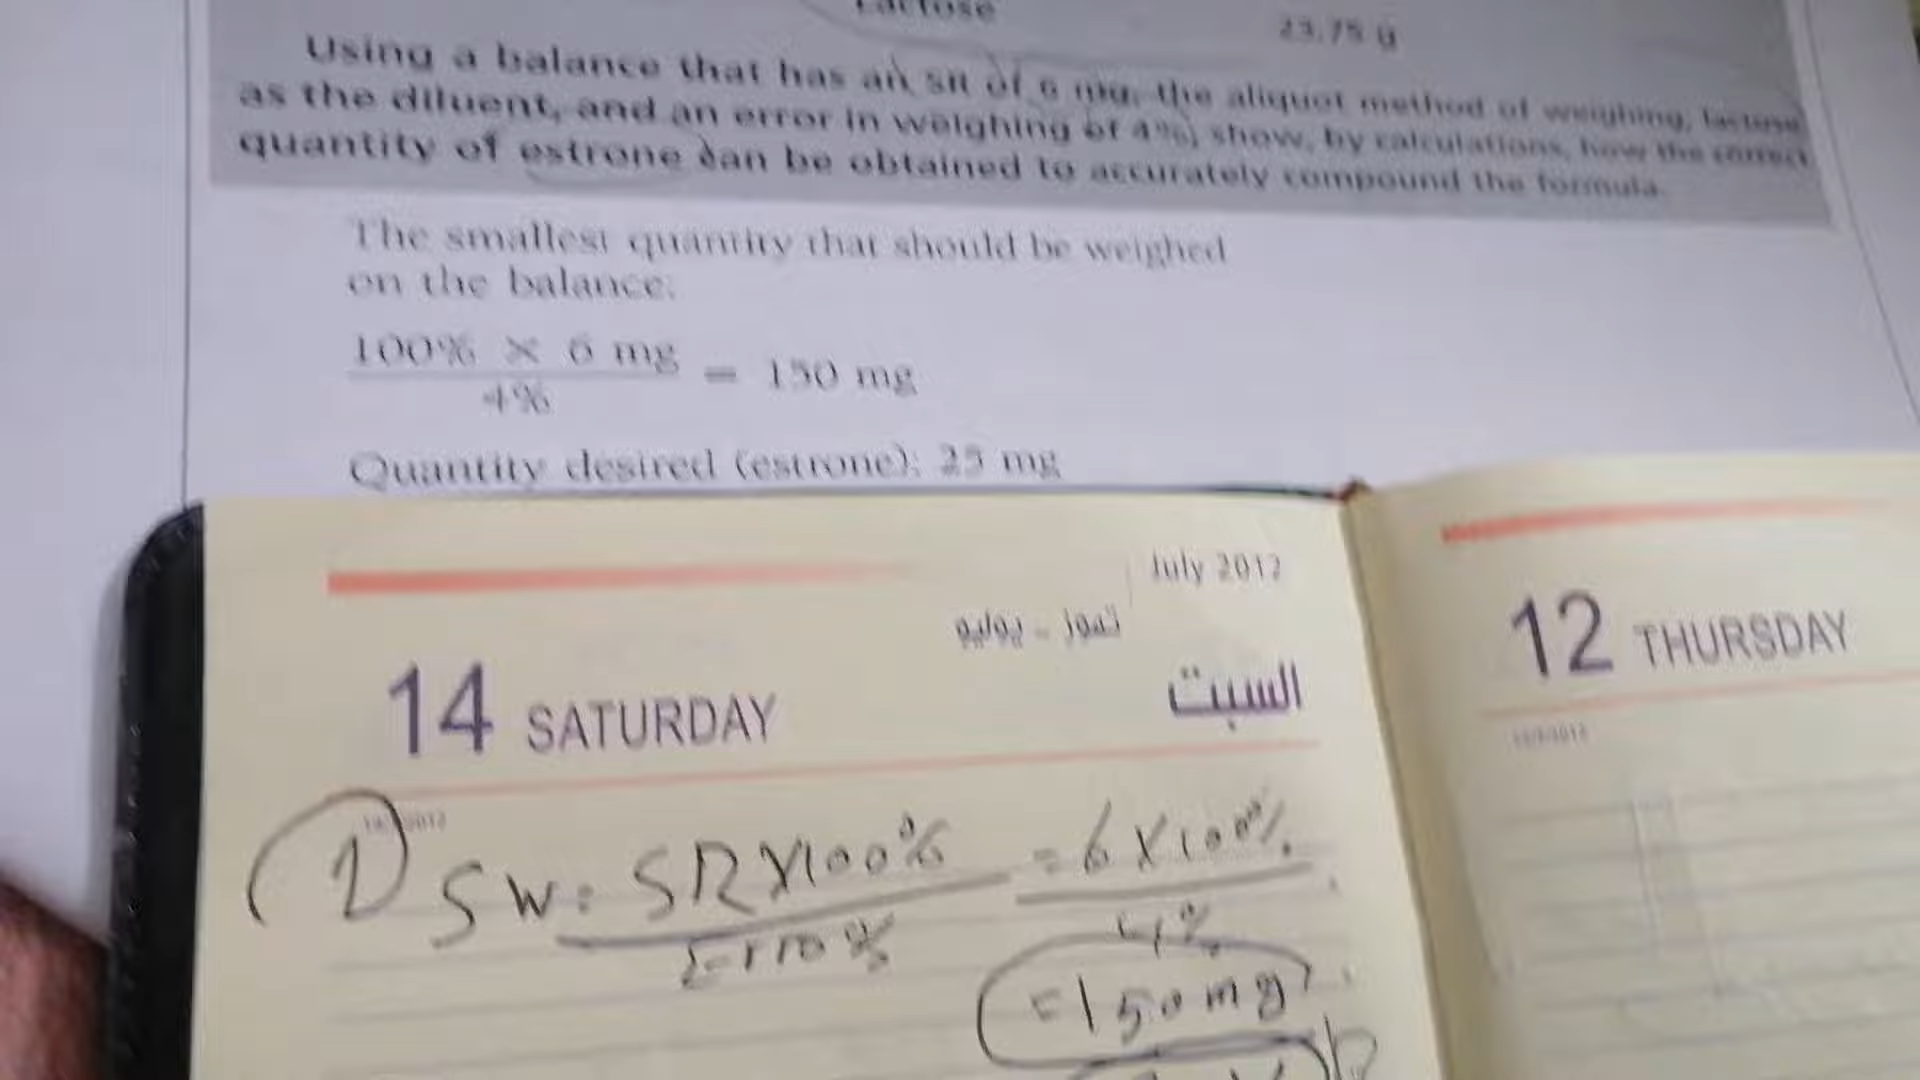 Lactose 23.75 g
Using a balance that has an SR of 6 mg, the aliquot method of weighing, lactose
as the diluent, and an error in weighing of 4%, show, by calculations, how the correct
quantity of estrone can be obtained to accurately compound the formula.
The smallest quantity that should be weighed
on the balance:
100% × 6 mg
4%
= 150 mg
Quantity desired (estrone): 25 mg
July 2012
تموز - يوليو
14 SATURDAY
السبت
12 THURSDAY
1
SW: SR X100% = 6 X 100%
4%
= 150 mg